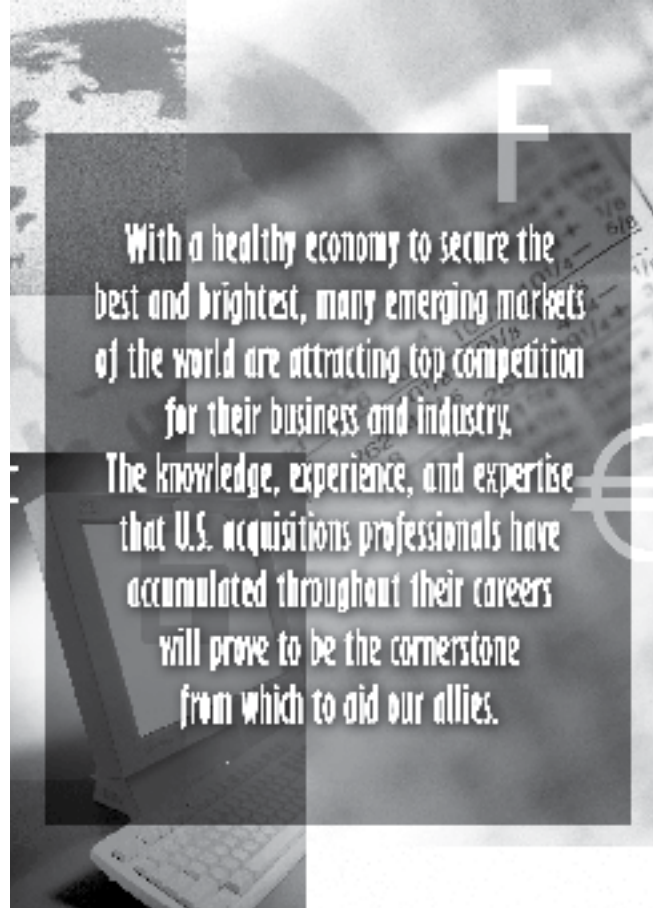 F
With a healthy economy to secure the
best and brightest, many emerging markets
of the world are attracting top competition
for their business and industry.
The knowledge, experience, and expertise
that U.S. acquisitions professionals have
accumulated throughout their careers
will prove to be the cornerstone
from which to aid our allies.
€